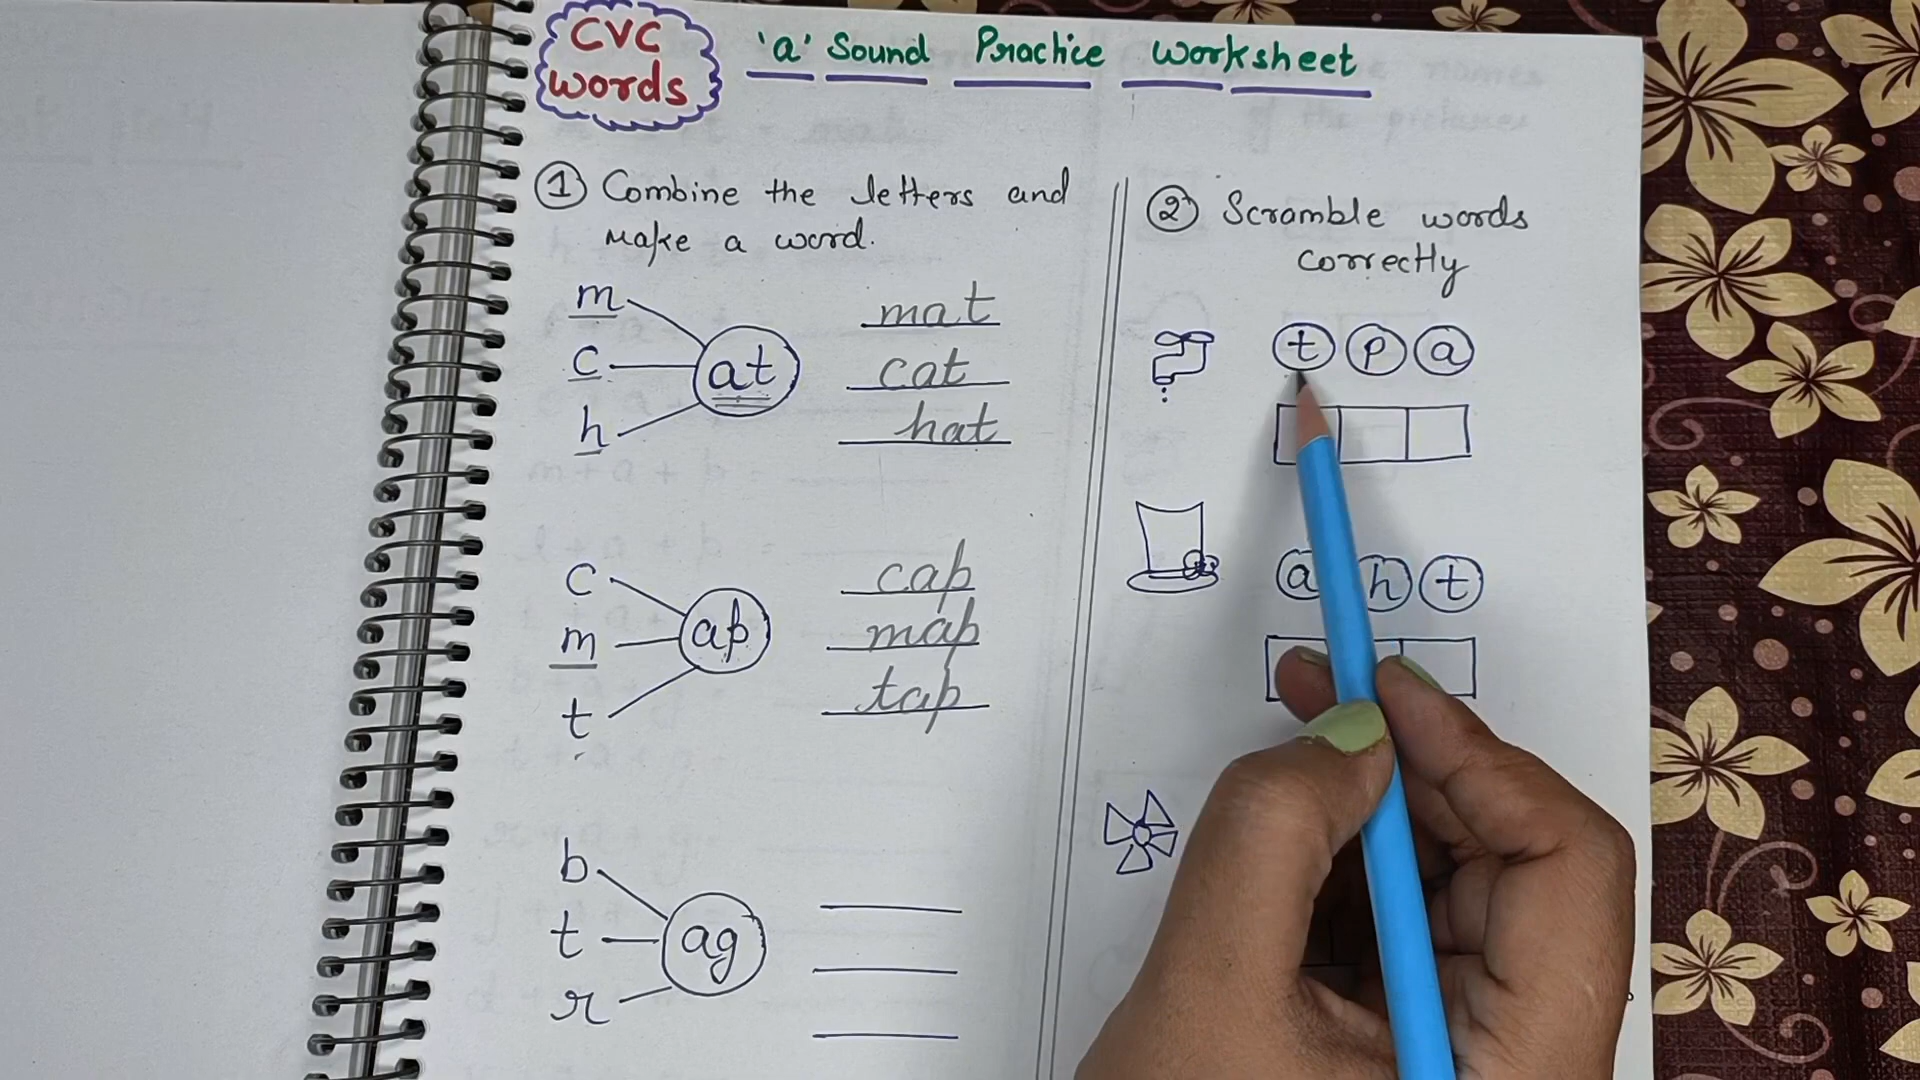 CVC words
'a' Sound Practice Worksheet
1 Combine the letters and
make a word.
m
c
h
at
mat
cat
hat
c
m
t
ap
cap
map
tap
b
t
r
ag
2 Scramble words
correctly
t p a
a h t